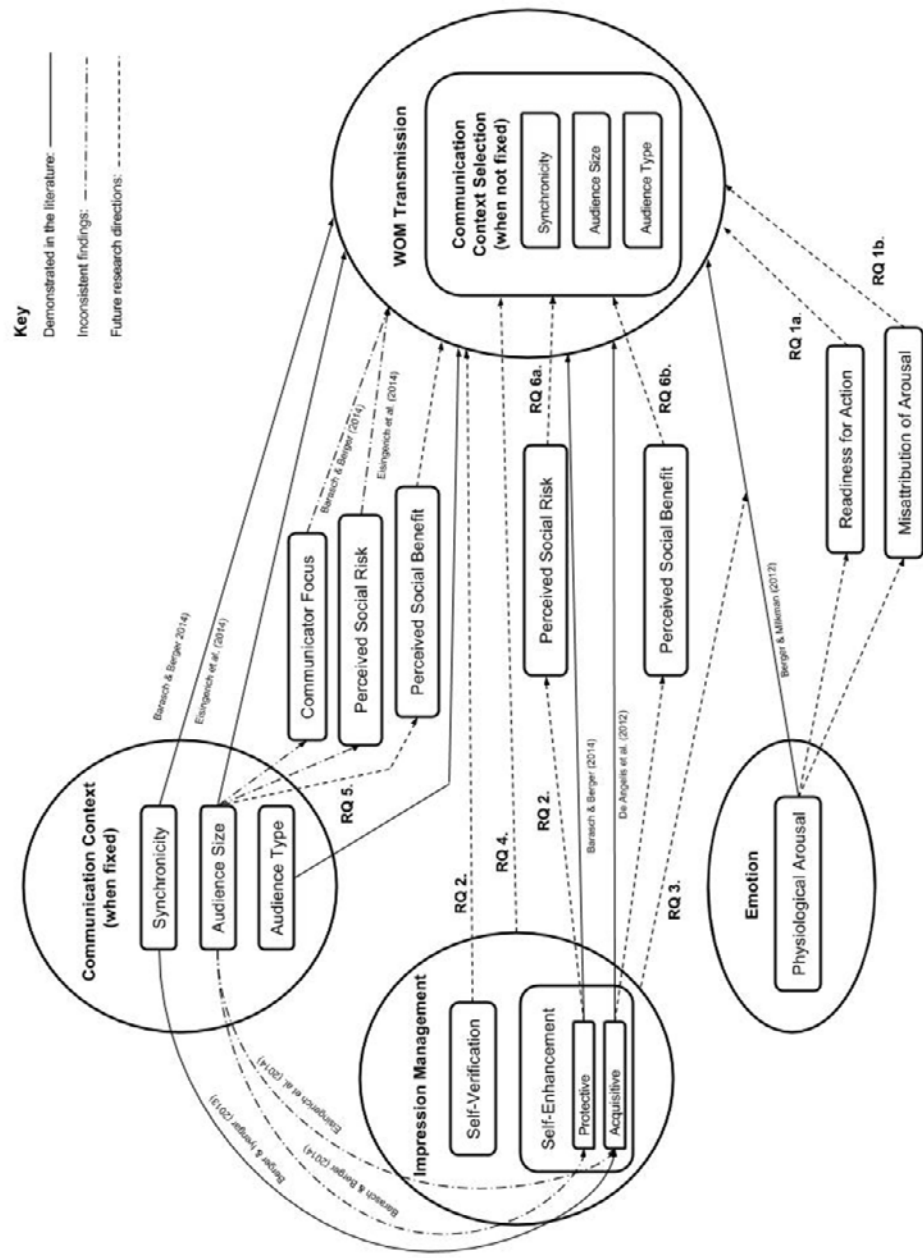 Key
Demonstrated in the literature:
Inconsistent findings:
Future research directions:
Communication Context
(when fixed)
Synchronicity
Audience Size
Audience Type
Barasch & Berger 2014)
Eisingerich et al. (2014)
Communicator Focus
Barasch & Berger (2014)
Perceived Social Risk
Eisingerich et al. (2014)
Perceived Social Benefit
RQ 5.
WOM Transmission
Communication
Context Selection
(when not fixed)
Synchronicity
Audience Size
Audience Type
Berger & Iyengar (2013)
Barasch & Berger (2014)
Eisingerich et al. (2014)
Impression Management
Self-Verification
Self-Enhancement
Protective
Acquisitive
RQ 2.
RQ 4.
RQ 2.
Perceived Social Risk
RQ 6a.
Barasch & Berger (2014)
De Angelis et al. (2012)
Perceived Social Benefit
RQ 6b.
RQ 3.
Emotion
Physiological Arousal
Berger & Milkman (2012)
Readiness for Action
RQ 1a.
Misattribution of Arousal
RQ 1b.